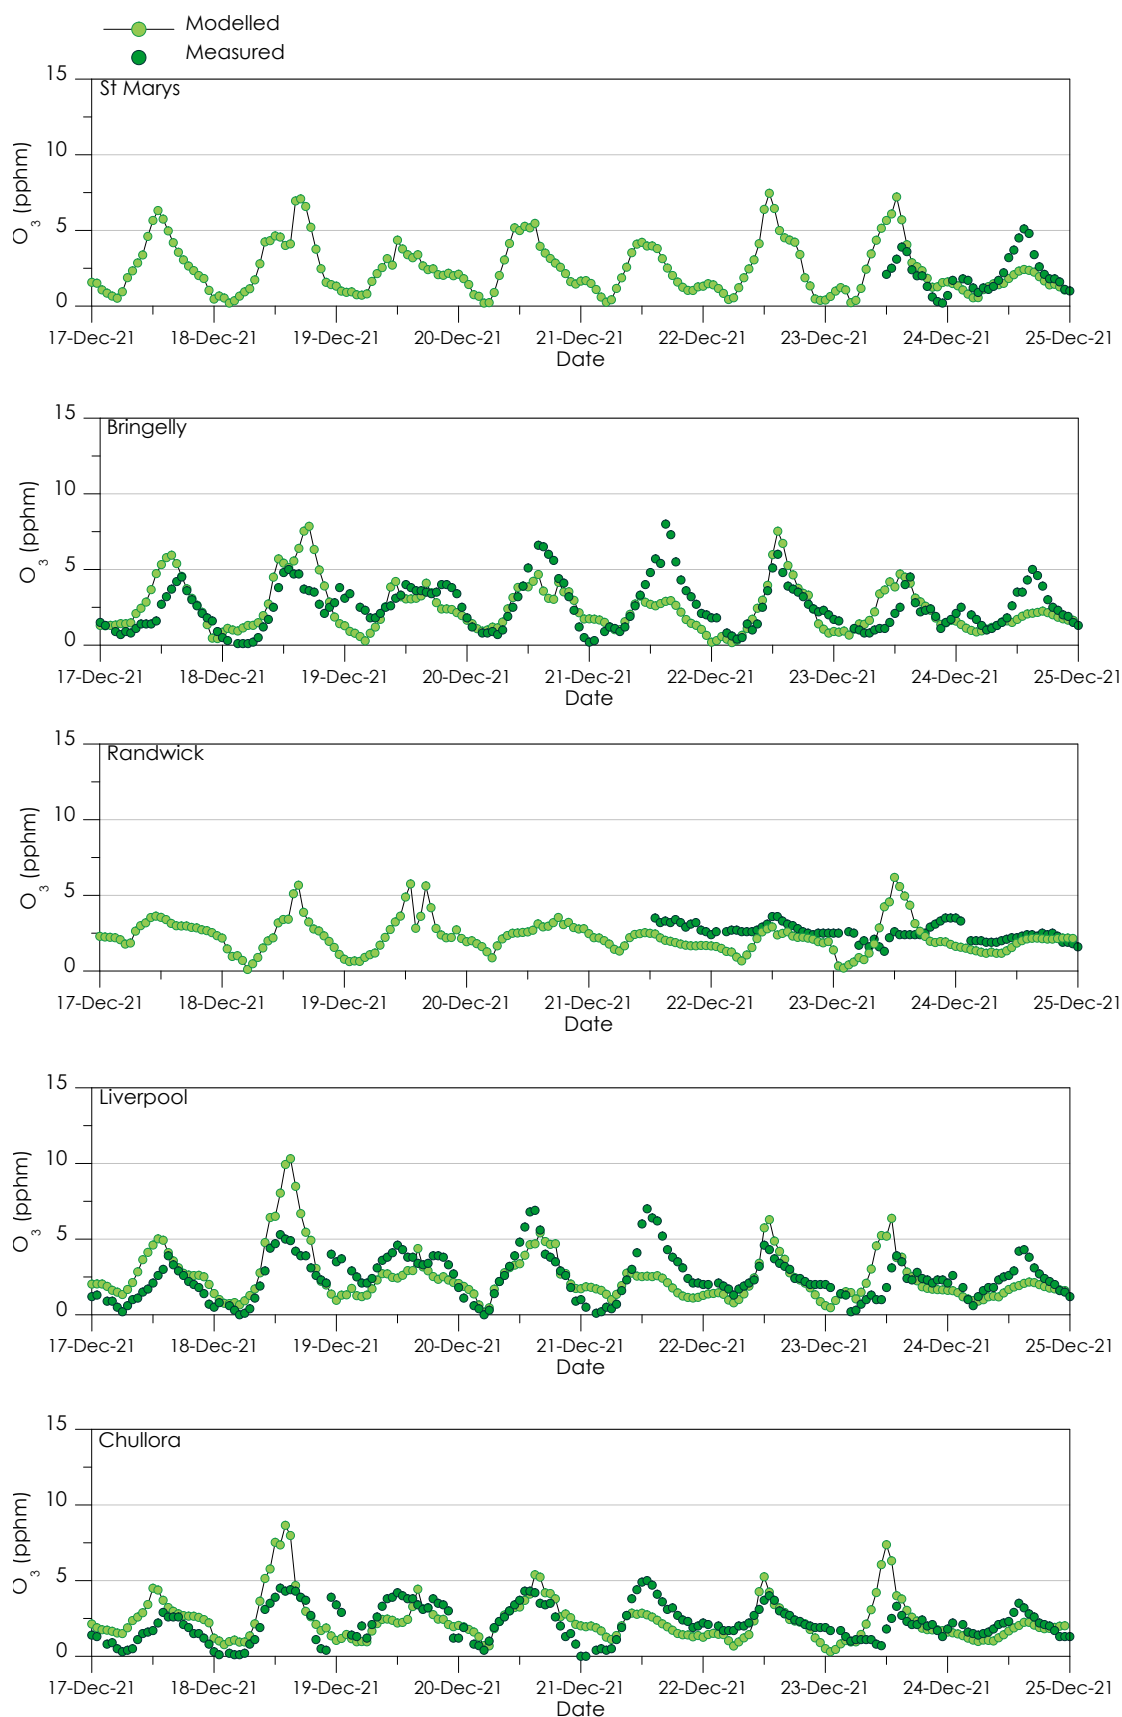 Modelled
Measured
St Marys
15
10
5
0
O3 (pphm)
17-Dec-21 18-Dec-21 19-Dec-21 20-Dec-21 21-Dec-21 22-Dec-21 23-Dec-21 24-Dec-21 25-Dec-21
Date
Bringelly
15
10
5
0
O3 (pphm)
17-Dec-21 18-Dec-21 19-Dec-21 20-Dec-21 21-Dec-21 22-Dec-21 23-Dec-21 24-Dec-21 25-Dec-21
Date
Randwick
15
10
5
0
O3 (pphm)
17-Dec-21 18-Dec-21 19-Dec-21 20-Dec-21 21-Dec-21 22-Dec-21 23-Dec-21 24-Dec-21 25-Dec-21
Date
Liverpool
15
10
5
0
O3 (pphm)
17-Dec-21 18-Dec-21 19-Dec-21 20-Dec-21 21-Dec-21 22-Dec-21 23-Dec-21 24-Dec-21 25-Dec-21
Date
Chullora
15
10
5
0
O3 (pphm)
17-Dec-21 18-Dec-21 19-Dec-21 20-Dec-21 21-Dec-21 22-Dec-21 23-Dec-21 24-Dec-21 25-Dec-21
Date